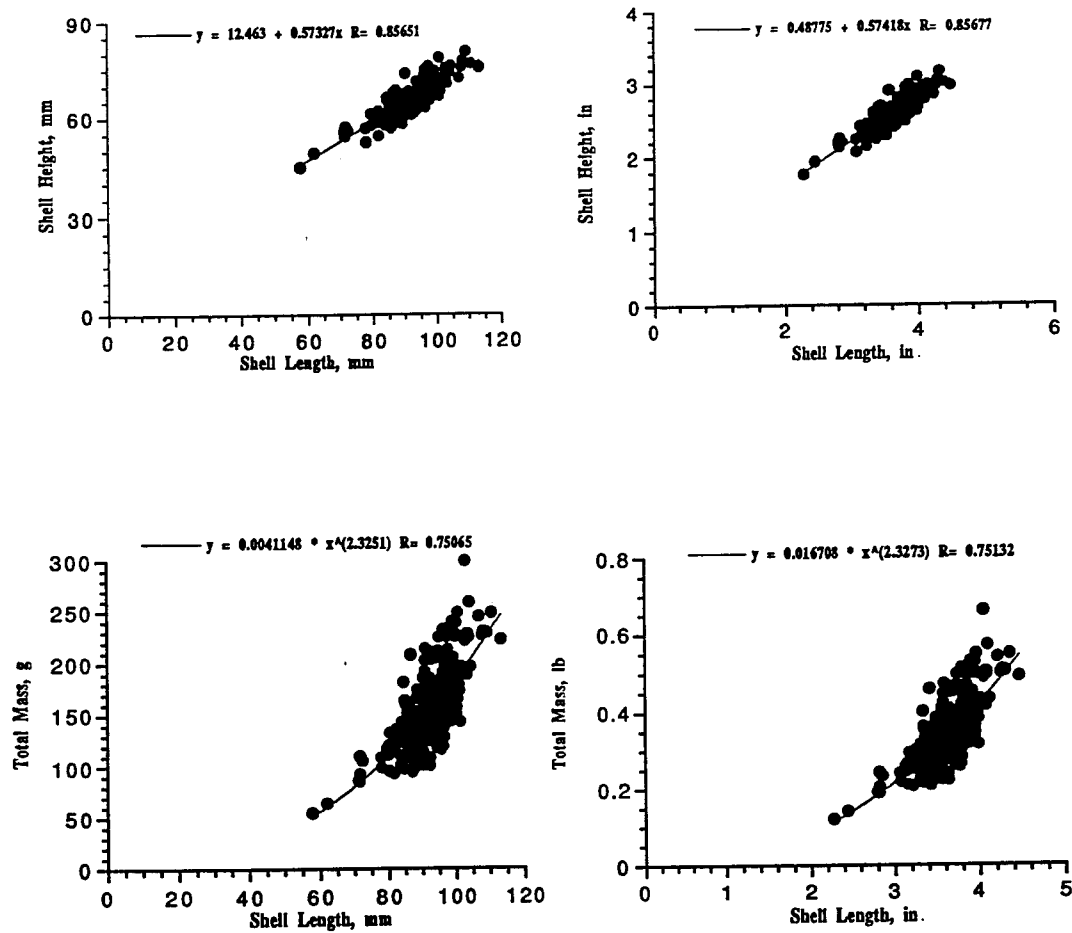 y = 12.463 + 0.57327x R= 0.85651
90
60
30
0
Shell Height, mm
0 20 40 60 80 100 120
Shell Length, mm
y = 0.48775 + 0.57418x R= 0.85677
4
3
2
1
0
Shell Height, in
0 2 4 6
Shell Length, in.
y = 0.0041148 * x^(2.3251) R= 0.75065
300
250
200
150
100
50
0
Total Mass, g
0 20 40 60 80 100 120
Shell Length, mm
y = 0.016708 * x^(2.3273) R= 0.75132
0.8
0.6
0.4
0.2
0
Total Mass, lb
0 1 2 3 4 5
Shell Length, in.